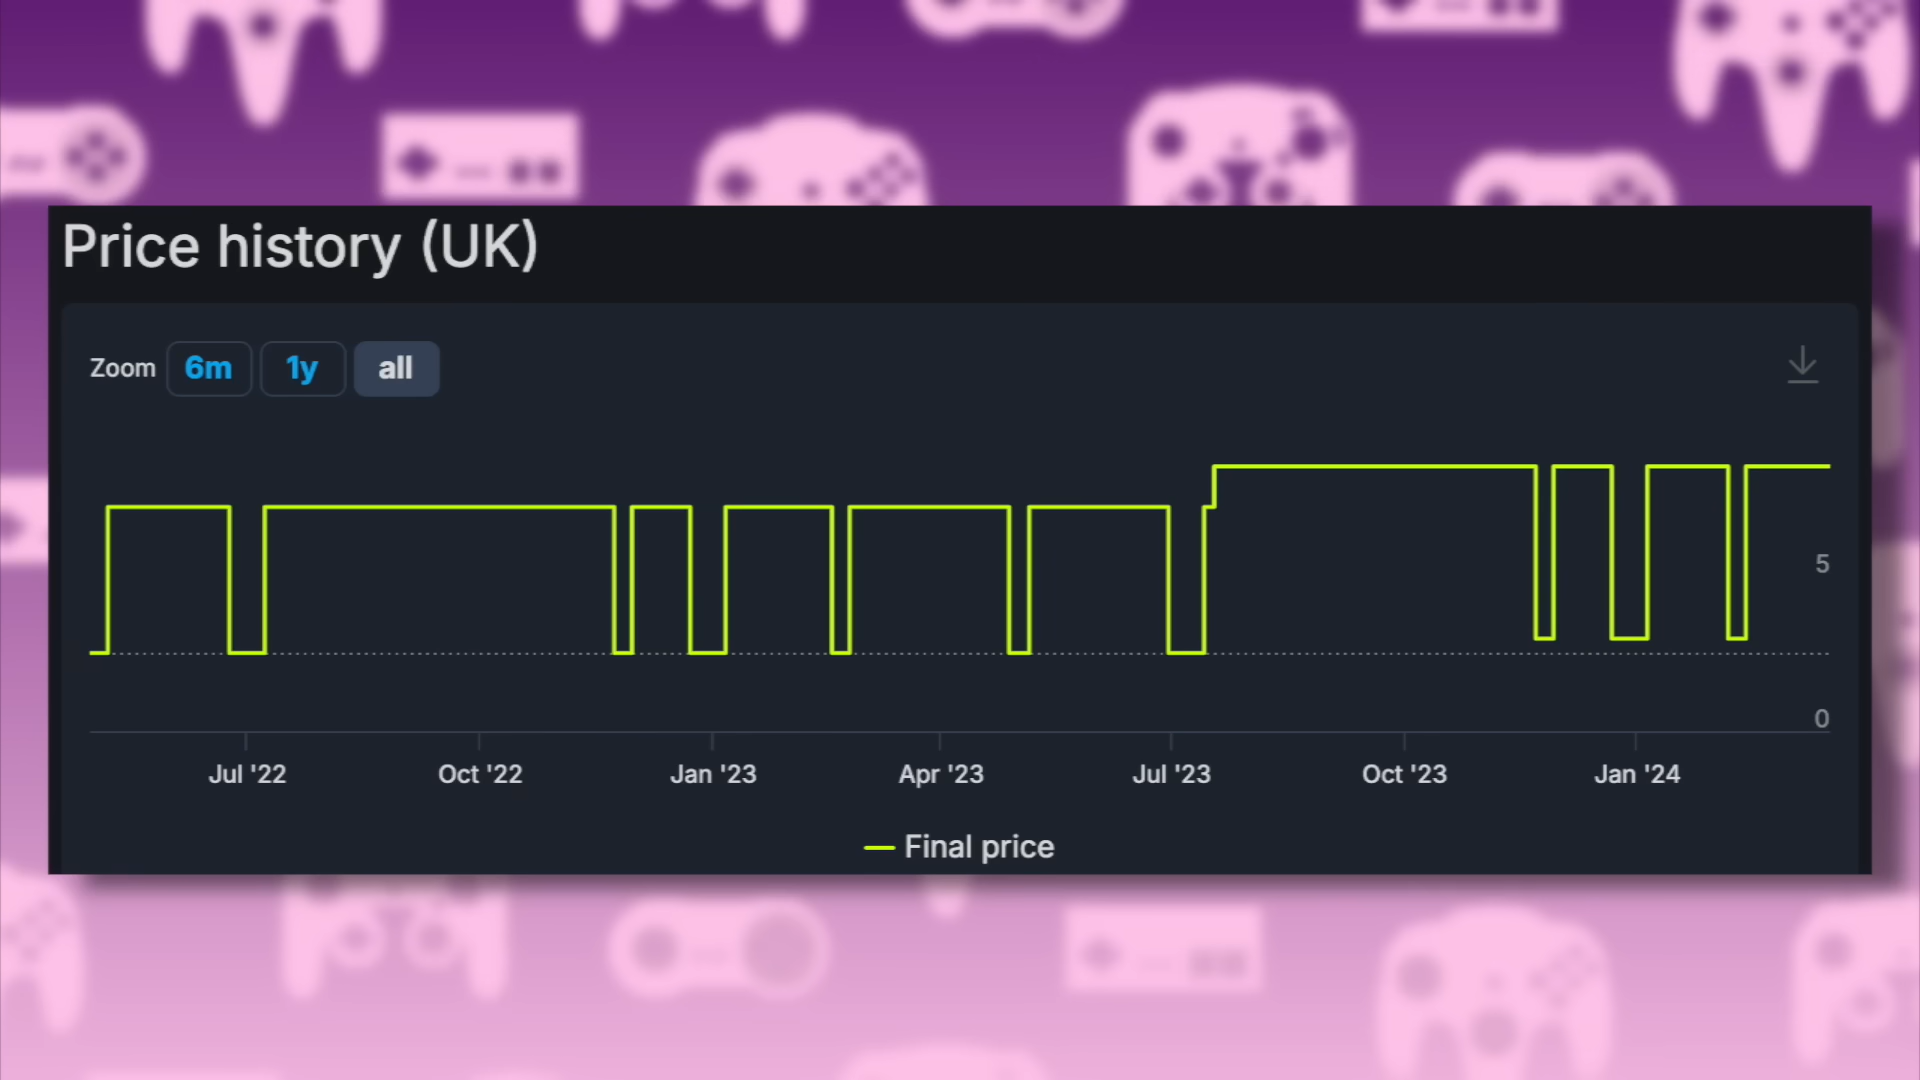 Price history (UK)
Zoom 6m 1y all
5
0
Jul '22 Oct '22 Jan '23 Apr '23 Jul '23 Oct '23 Jan '24
Final price